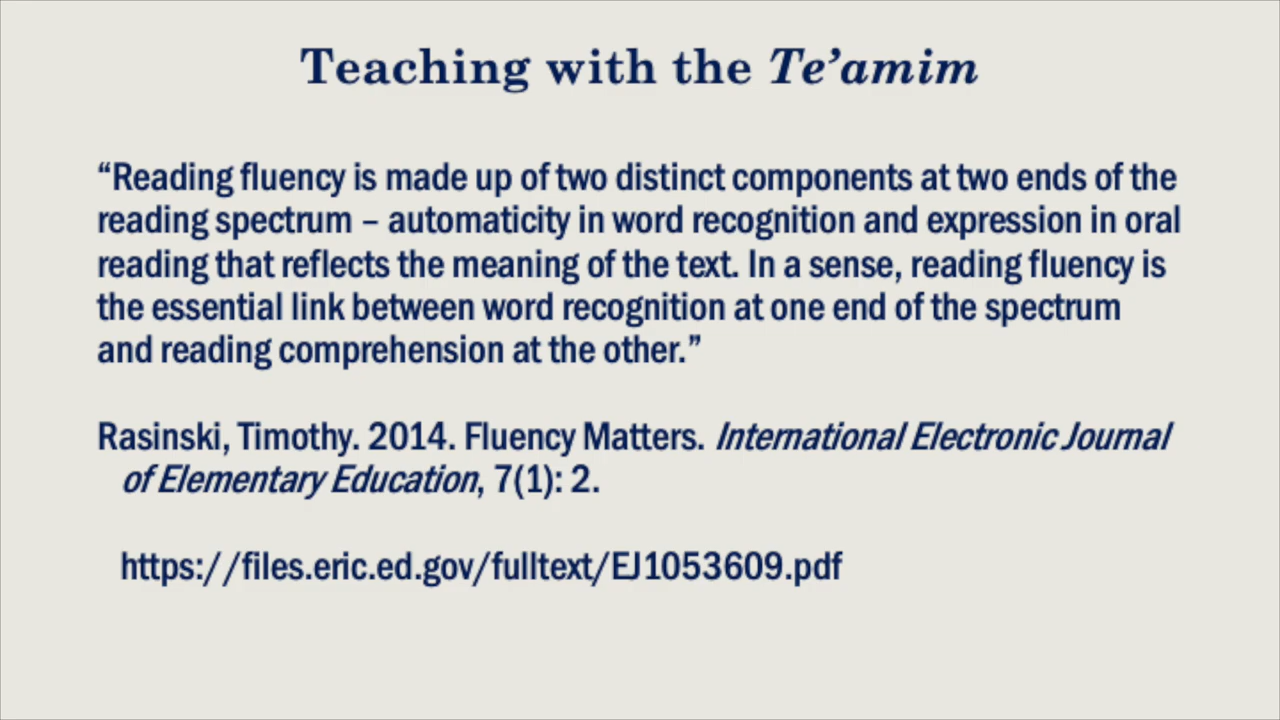 Teaching with the Te’amim
“Reading fluency is made up of two distinct components at two ends of the
reading spectrum – automaticity in word recognition and expression in oral
reading that reflects the meaning of the text. In a sense, reading fluency is
the essential link between word recognition at one end of the spectrum
and reading comprehension at the other.”
Rasinski, Timothy. 2014. Fluency Matters. International Electronic Journal
of Elementary Education, 7(1): 2.
https://files.eric.ed.gov/fulltext/EJ1053609.pdf